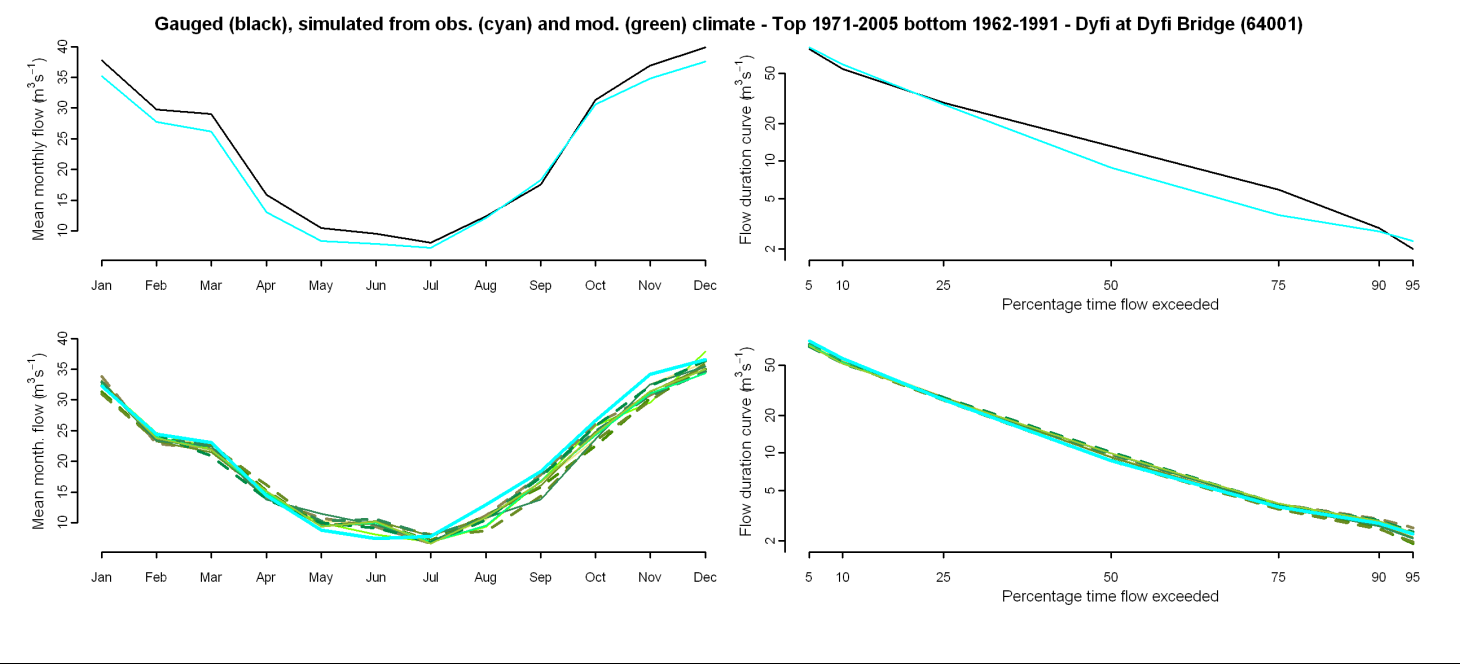 Gauged (black), simulated from obs. (cyan) and mod. (green) climate - Top 1971-2005 bottom 1962-1991 - Dyfi at Dyfi Bridge (64001)
Mean monthly flow (m³s⁻¹)
40
35
30
25
20
15
10
Jan Feb Mar Apr May Jun Jul Aug Sep Oct Nov Dec
Flow duration curve (m³s⁻¹)
50
20
10
5
2
5 10 25 50 75 90 95
Percentage time flow exceeded
Mean month. flow (m³s⁻¹)
40
35
30
25
20
15
10
Jan Feb Mar Apr May Jun Jul Aug Sep Oct Nov Dec
Flow duration curve (m³s⁻¹)
50
20
10
5
2
5 10 25 50 75 90 95
Percentage time flow exceeded